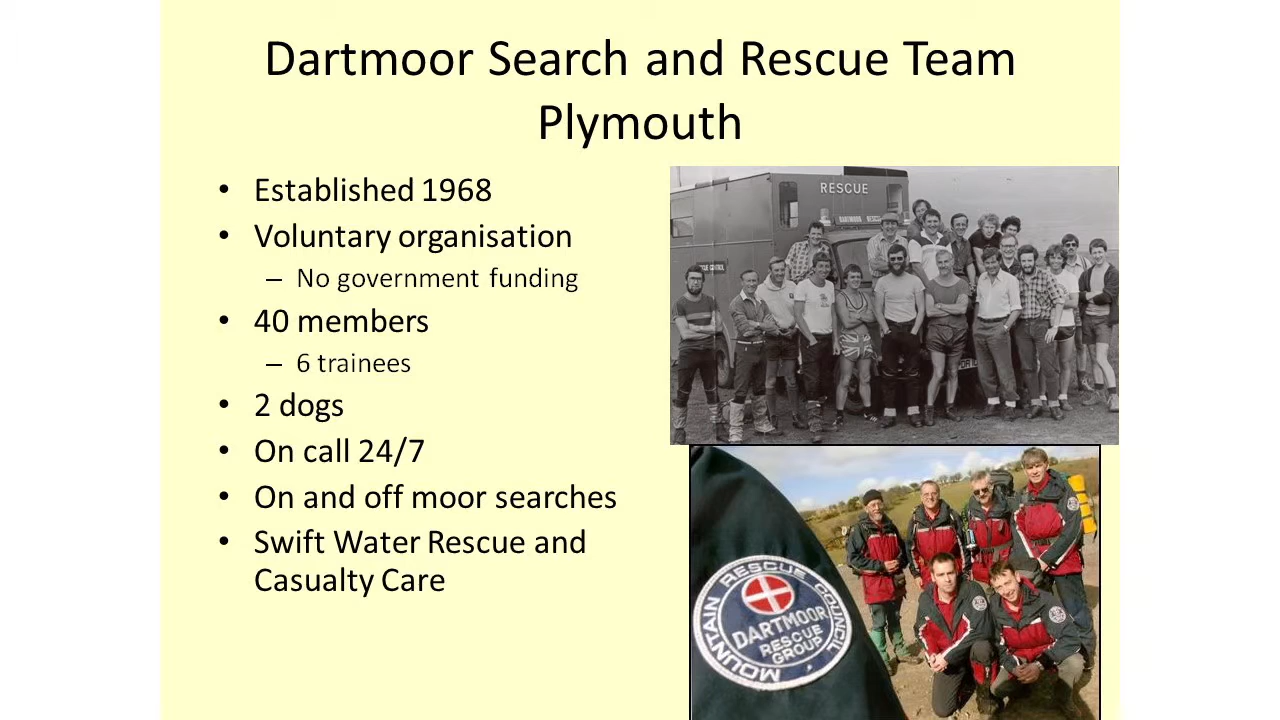 Dartmoor Search and Rescue Team
Plymouth
• Established 1968
• Voluntary organisation
– No government funding
• 40 members
– 6 trainees
• 2 dogs
• On call 24/7
• On and off moor searches
• Swift Water Rescue and
Casualty Care
RESCUE
DARTMOOR RESCUE
MOUNTAIN RESCUE COUNCIL
DARTMOOR
RESCUE
GROUP